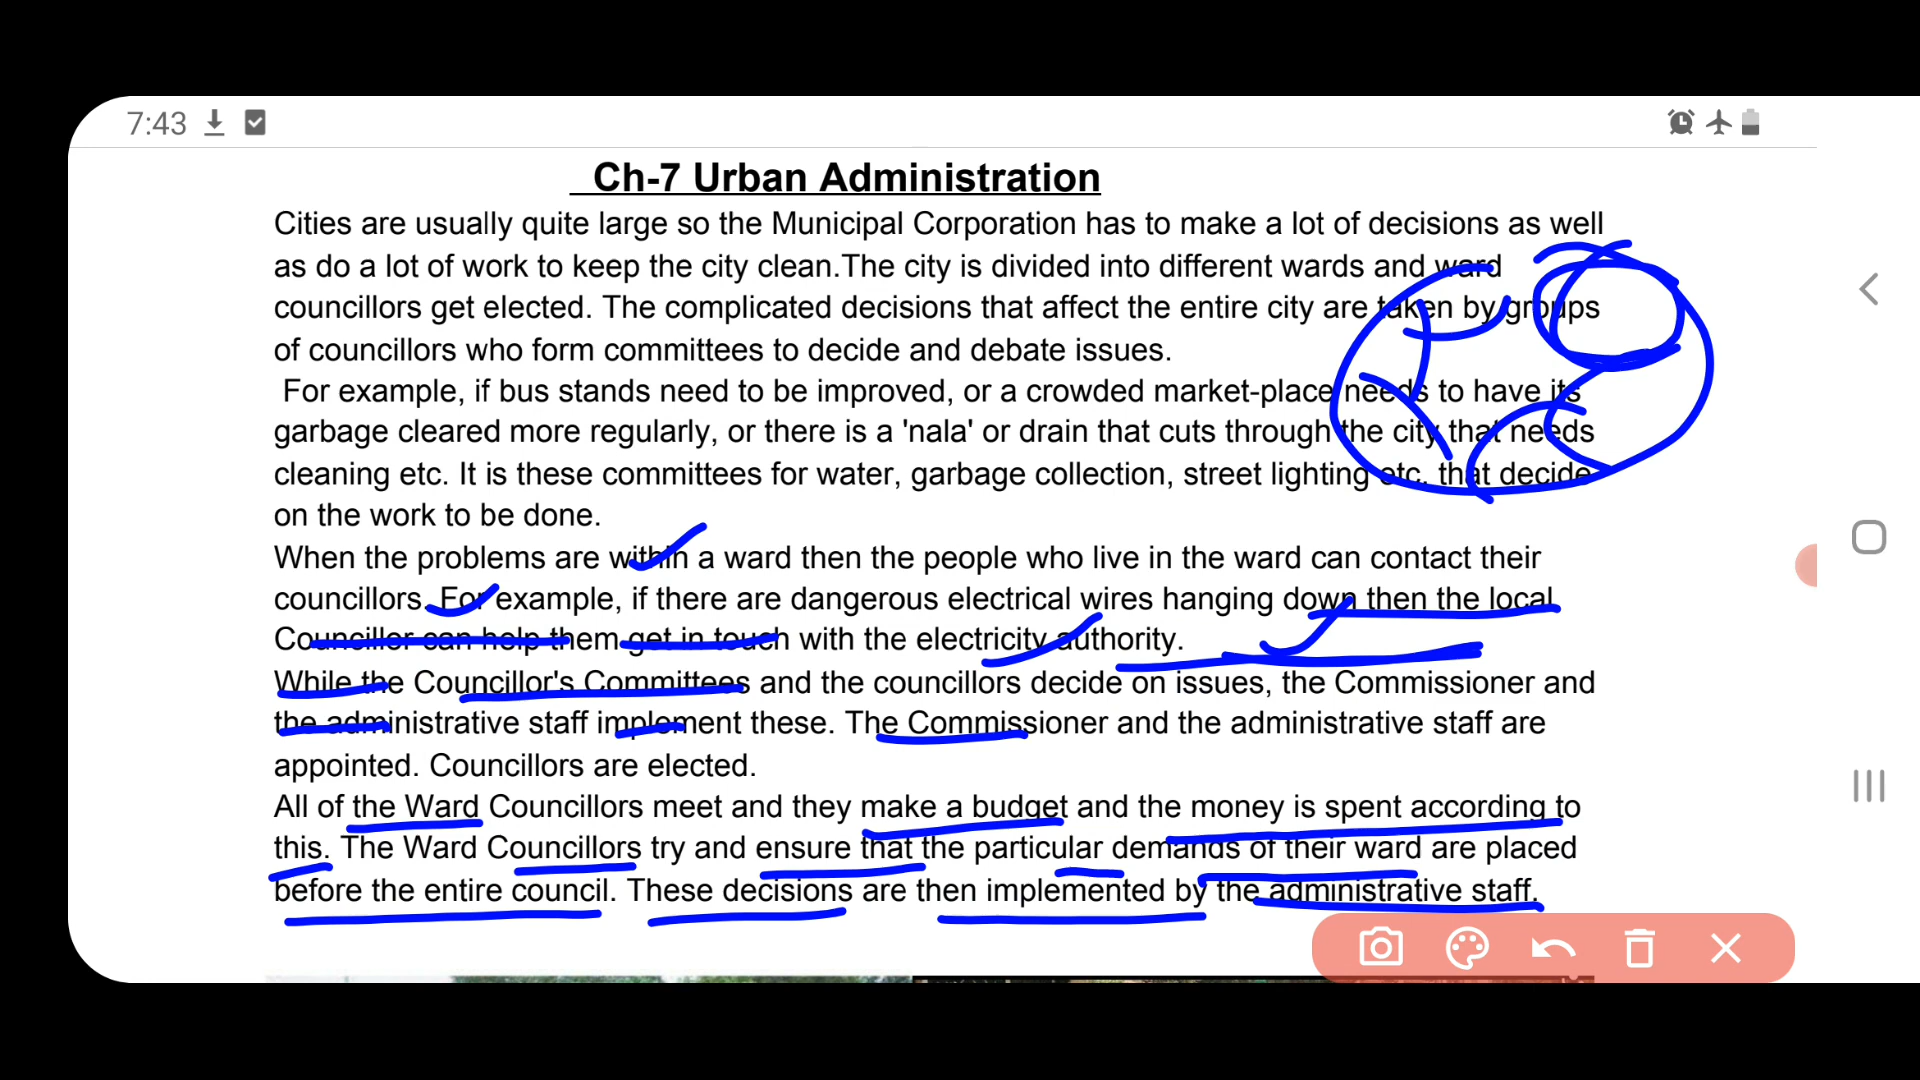 7:43
Ch-7 Urban Administration
Cities are usually quite large so the Municipal Corporation has to make a lot of decisions as well
as do a lot of work to keep the city clean.The city is divided into different wards and ward
councillors get elected. The complicated decisions that affect the entire city are taken by groups
of councillors who form committees to decide and debate issues.
For example, if bus stands need to be improved, or a crowded market-place needs to have its
garbage cleared more regularly, or there is a 'nala' or drain that cuts through the city that needs
cleaning etc. It is these committees for water, garbage collection, street lighting etc. that decide
on the work to be done.
When the problems are within a ward then the people who live in the ward can contact their
councillors. For example, if there are dangerous electrical wires hanging down then the local
Councillor can help them get in touch with the electricity authority.
While the Councillor's Committees and the councillors decide on issues, the Commissioner and
the administrative staff implement these. The Commissioner and the administrative staff are
appointed. Councillors are elected.
All of the Ward Councillors meet and they make a budget and the money is spent according to
this. The Ward Councillors try and ensure that the particular demands of their ward are placed
before the entire council. These decisions are then implemented by the administrative staff.